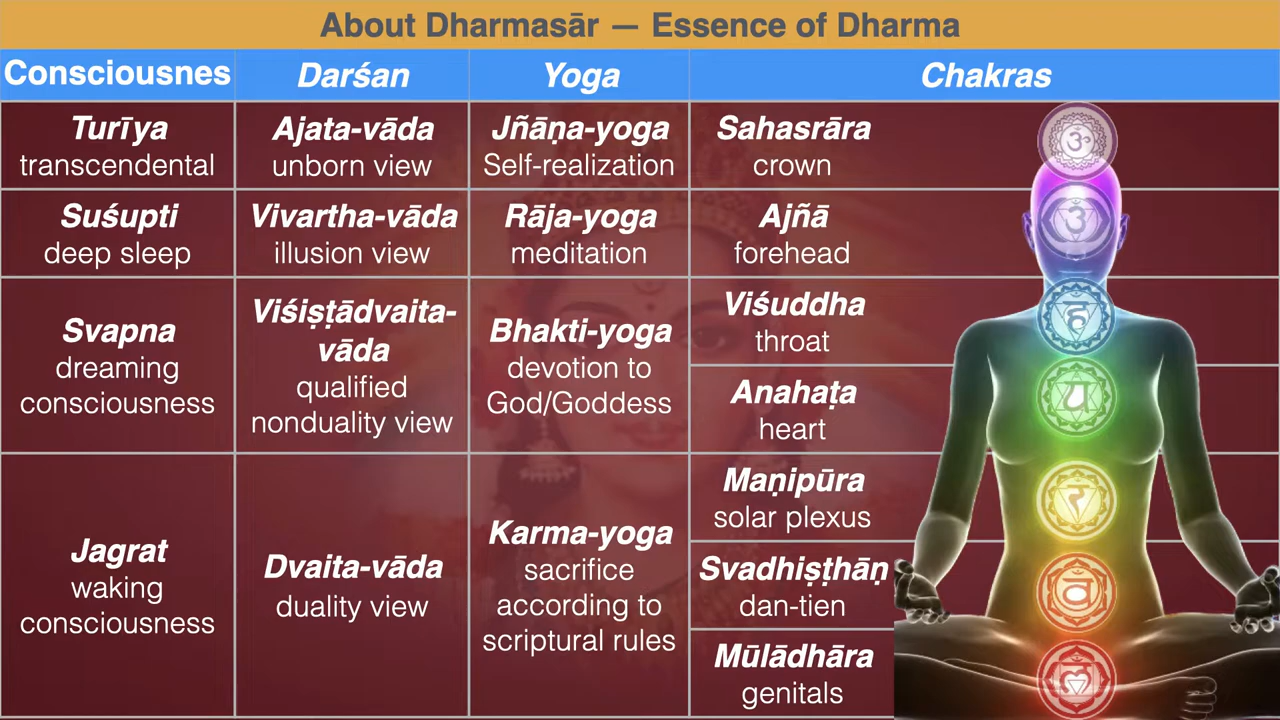 About Dharmasār — Essence of Dharma
Consciousnes
Darśan
Yoga
Chakras
Turīya
transcendental
Ajata-vāda
unborn view
Jñāṇa-yoga
Self-realization
Sahasrāra
crown
Suśupti
deep sleep
Vivartha-vāda
illusion view
Rāja-yoga
meditation
Ajñā
forehead
Svapna
dreaming
consciousness
Viśiṣṭādvaita-
vāda
qualified
nonduality view
Bhakti-yoga
devotion to
God/Goddess
Viśuddha
throat
Anahaṭa
heart
Jagrat
waking
consciousness
Dvaita-vāda
duality view
Karma-yoga
sacrifice
according to
scriptural rules
Maṇipūra
solar plexus
Svadhiṣṭhāṇ
dan-tien
Mūlādhāra
genitals
ॐ
ॐ
हं
यं
रं
वं
लं